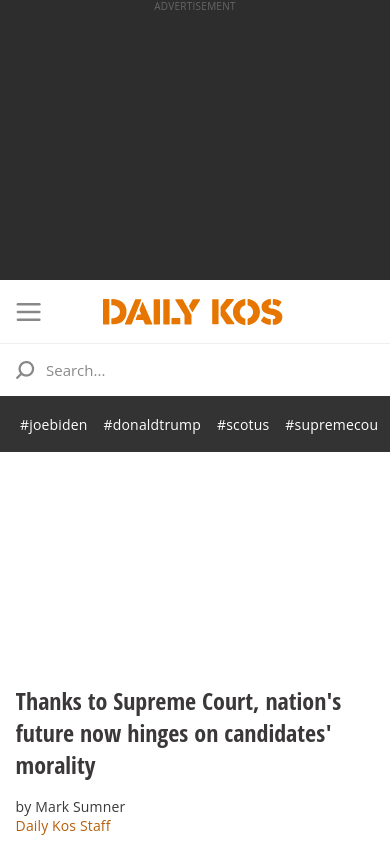 ADVERTISEMENT
DAILY KOS
Search...
#joebiden #donaldtrump #scotus #supremecou
Thanks to Supreme Court, nation's
future now hinges on candidates'
morality
by Mark Sumner
Daily Kos Staff